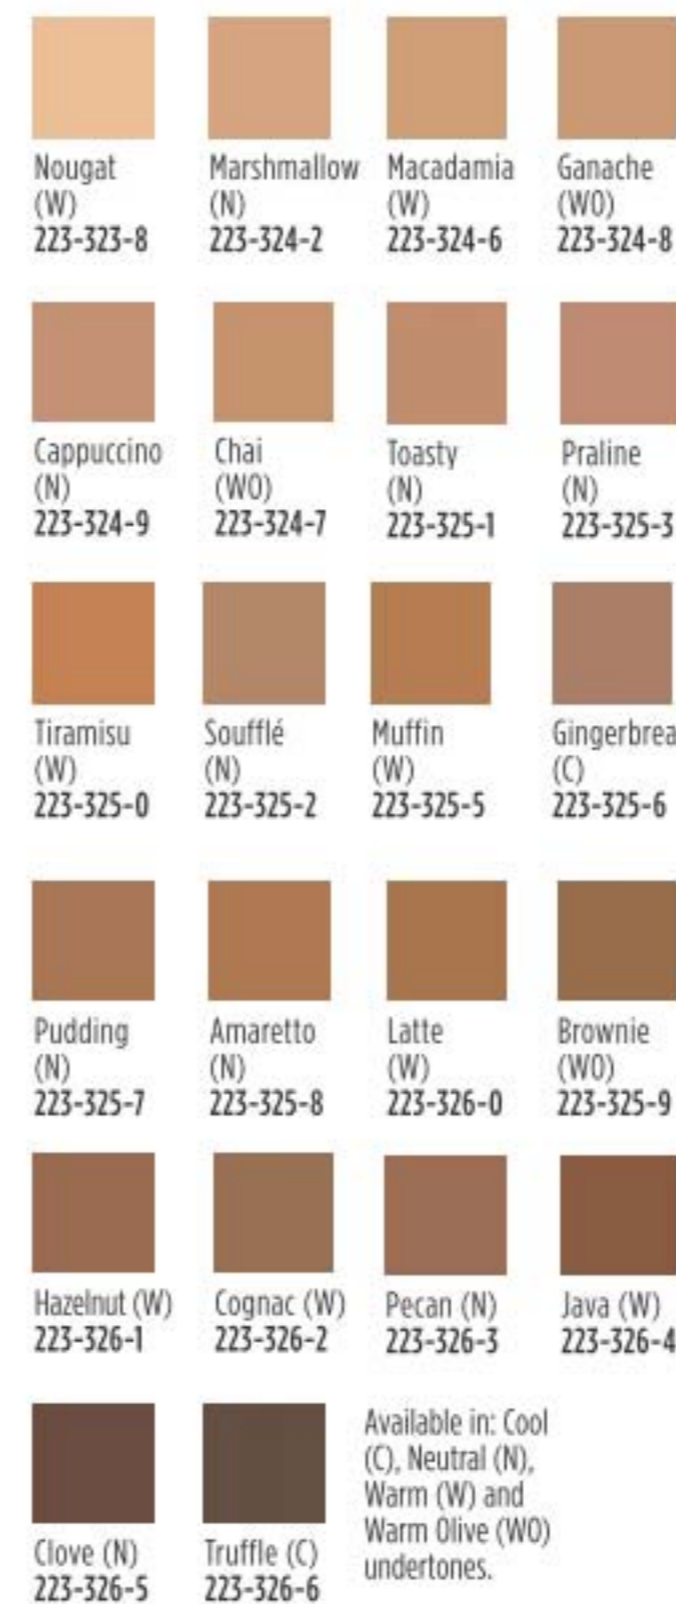 Nougat
(W)
223-323-8
Marshmallow
(N)
223-324-2
Macadamia
(W)
223-324-6
Ganache
(WO)
223-324-8
Cappuccino
(N)
223-324-9
Chai
(WO)
223-324-7
Toasty
(N)
223-325-1
Praline
(N)
223-325-3
Tiramisu
(W)
223-325-0
Soufflé
(N)
223-325-2
Muffin
(W)
223-325-5
Gingerbrea
(C)
223-325-6
Pudding
(N)
223-325-7
Amaretto
(N)
223-325-8
Latte
(W)
223-326-0
Brownie
(WO)
223-325-9
Hazelnut (W)
223-326-1
Cognac (W)
223-326-2
Pecan (N)
223-326-3
Java (W)
223-326-4
Clove (N)
223-326-5
Truffle (C)
223-326-6
Available in: Cool
(C), Neutral (N),
Warm (W) and
Warm Olive (WO)
undertones.